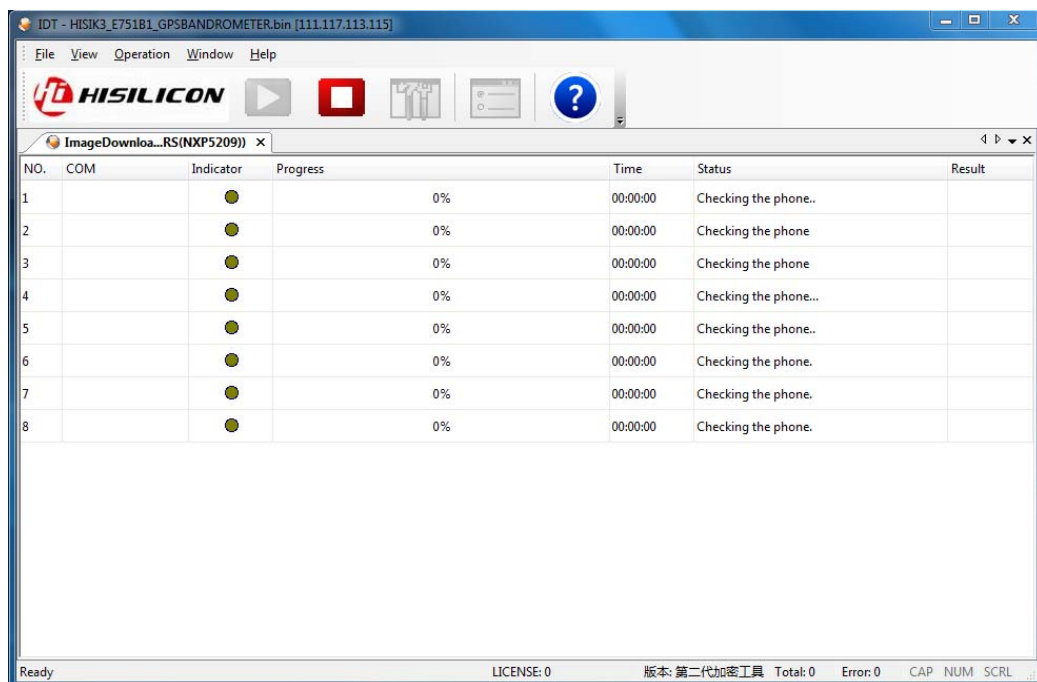 IDT - HISIK3_E751B1_GPSBANDROMETER.bin [111.117.113.115]
File View Operation Window Help
HISILICON
ImageDownloa...RS(NXP5209))
NO. COM Indicator Progress Time Status Result
1 0% 00:00:00 Checking the phone..
2 0% 00:00:00 Checking the phone
3 0% 00:00:00 Checking the phone
4 0% 00:00:00 Checking the phone...
5 0% 00:00:00 Checking the phone..
6 0% 00:00:00 Checking the phone.
7 0% 00:00:00 Checking the phone.
8 0% 00:00:00 Checking the phone.
Ready LICENSE: 0 版本: 第二代加密工具 Total: 0 Error: 0 CAP NUM SCRL